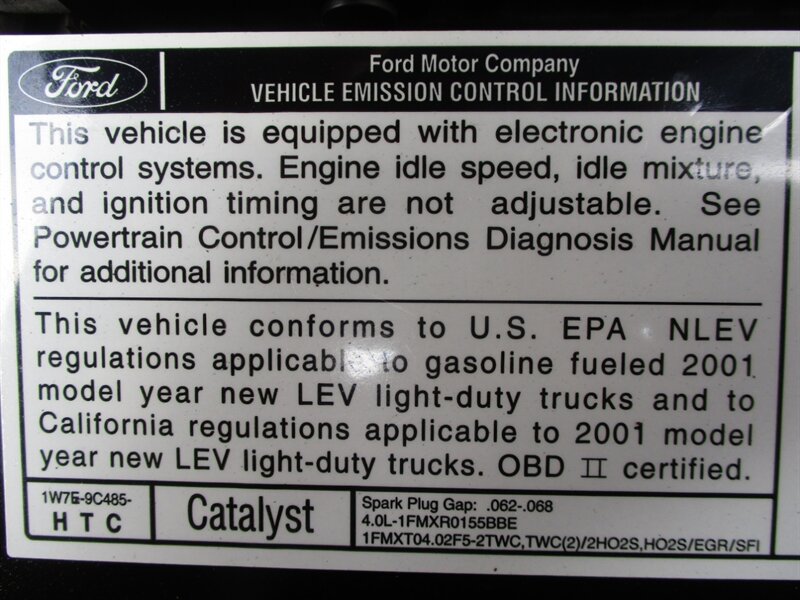 Ford
Ford Motor Company
VEHICLE EMISSION CONTROL INFORMATION
This vehicle is equipped with electronic engine
control systems. Engine idle speed, idle mixture,
and ignition timing are not adjustable. See
Powertrain Control/Emissions Diagnosis Manual
for additional information.
This vehicle conforms to U.S. EPA NLEV
regulations applicable to gasoline fueled 2001
model year new LEV light-duty trucks and to
California regulations applicable to 2001 model
year new LEV light-duty trucks. OBD II certified.
1W7E-9C485-
HTC
Catalyst
Spark Plug Gap: .062-.068
4.0L-1FMXR0155BBE
1FMXT04.02F5-2TWC,TWC(2)/2HO2S,HO2S/EGR/SFI